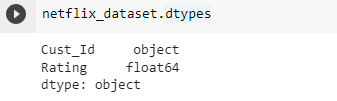 netflix_dataset.dtypes
Cust_Id     object
Rating     float64
dtype: object